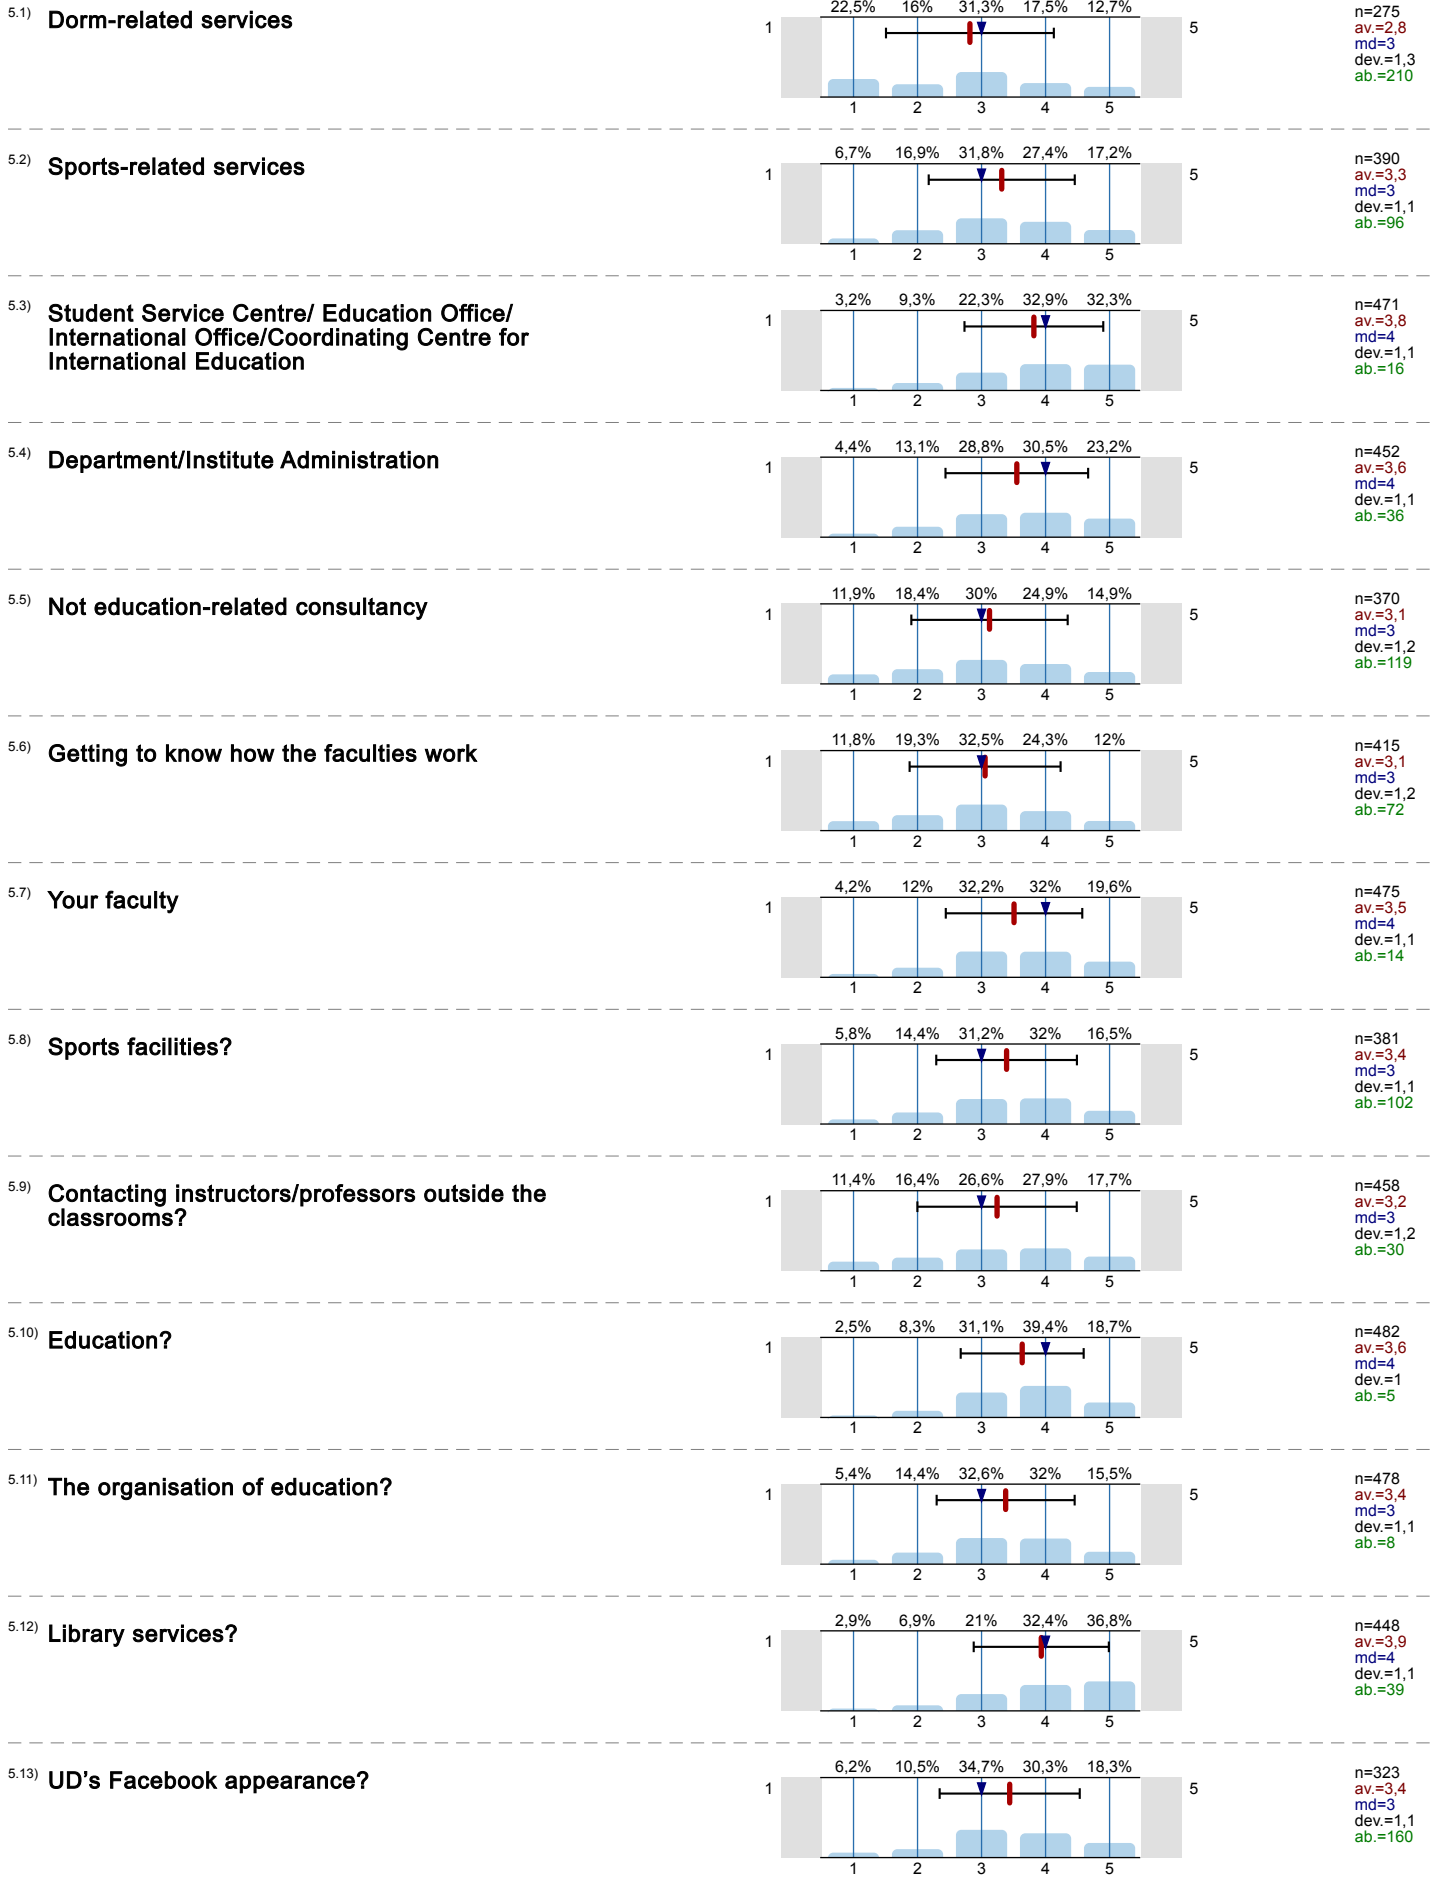 5.1) Dorm-related services
22,5% 16% 31,3% 17,5% 12,7%
1 5
1 2 3 4 5
n=275
av.=2,8
md=3
dev.=1,3
ab.=210
5.2) Sports-related services
6,7% 16,9% 31,8% 27,4% 17,2%
1 5
1 2 3 4 5
n=390
av.=3,3
md=3
dev.=1,1
ab.=96
5.3) Student Service Centre/ Education Office/
International Office/Coordinating Centre for
International Education
3,2% 9,3% 22,3% 32,9% 32,3%
1 5
1 2 3 4 5
n=471
av.=3,8
md=4
dev.=1,1
ab.=16
5.4) Department/Institute Administration
4,4% 13,1% 28,8% 30,5% 23,2%
1 5
1 2 3 4 5
n=452
av.=3,6
md=4
dev.=1,1
ab.=36
5.5) Not education-related consultancy
11,9% 18,4% 30% 24,9% 14,9%
1 5
1 2 3 4 5
n=370
av.=3,1
md=3
dev.=1,2
ab.=119
5.6) Getting to know how the faculties work
11,8% 19,3% 32,5% 24,3% 12%
1 5
1 2 3 4 5
n=415
av.=3,1
md=3
dev.=1,2
ab.=72
5.7) Your faculty
4,2% 12% 32,2% 32% 19,6%
1 5
1 2 3 4 5
n=475
av.=3,5
md=4
dev.=1,1
ab.=14
5.8) Sports facilities?
5,8% 14,4% 31,2% 32% 16,5%
1 5
1 2 3 4 5
n=381
av.=3,4
md=3
dev.=1,1
ab.=102
5.9) Contacting instructors/professors outside the
classrooms?
11,4% 16,4% 26,6% 27,9% 17,7%
1 5
1 2 3 4 5
n=458
av.=3,2
md=3
dev.=1,2
ab.=30
5.10) Education?
2,5% 8,3% 31,1% 39,4% 18,7%
1 5
1 2 3 4 5
n=482
av.=3,6
md=4
dev.=1
ab.=5
5.11) The organisation of education?
5,4% 14,4% 32,6% 32% 15,5%
1 5
1 2 3 4 5
n=478
av.=3,4
md=3
dev.=1,1
ab.=8
5.12) Library services?
2,9% 6,9% 21% 32,4% 36,8%
1 5
1 2 3 4 5
n=448
av.=3,9
md=4
dev.=1,1
ab.=39
5.13) UD's Facebook appearance?
6,2% 10,5% 34,7% 30,3% 18,3%
1 5
1 2 3 4 5
n=323
av.=3,4
md=3
dev.=1,1
ab.=160